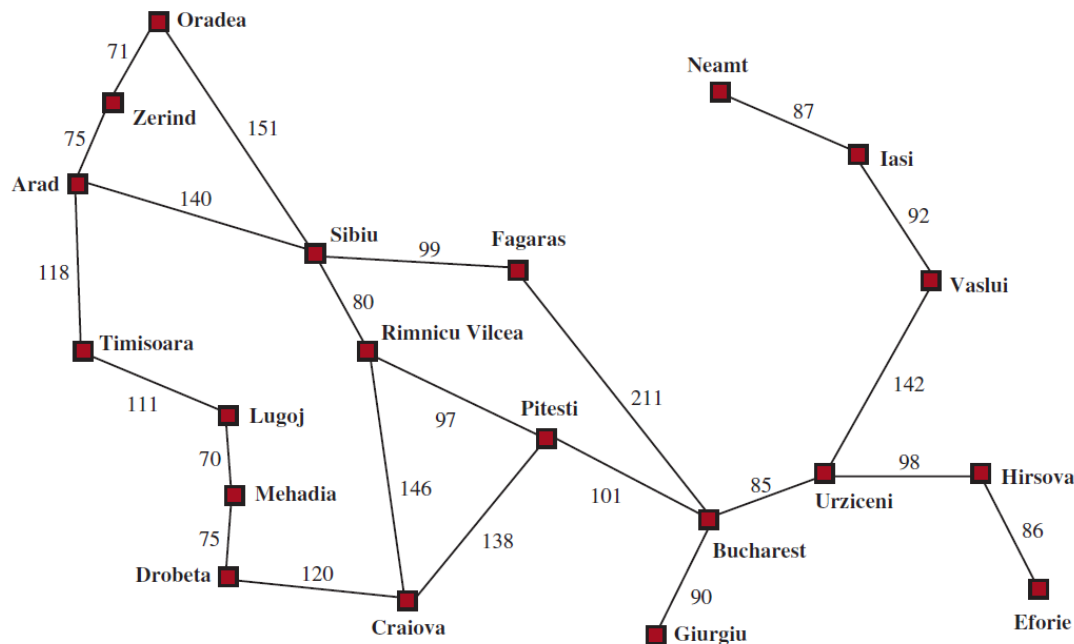 Oradea
71
Neamt
87
Zerind
151
75
Iasi
Arad
140
92
Sibiu
Fagaras
99
118
Vaslui
80
Timisoara
Rimnicu Vilcea
142
211
111
Lugoj
97
Pitesti
70
98
Mehadia
146
101
85
Urziceni
Hirsova
75
138
Bucharest
86
Drobeta
120
90
Craiova
Giurgiu
Eforie